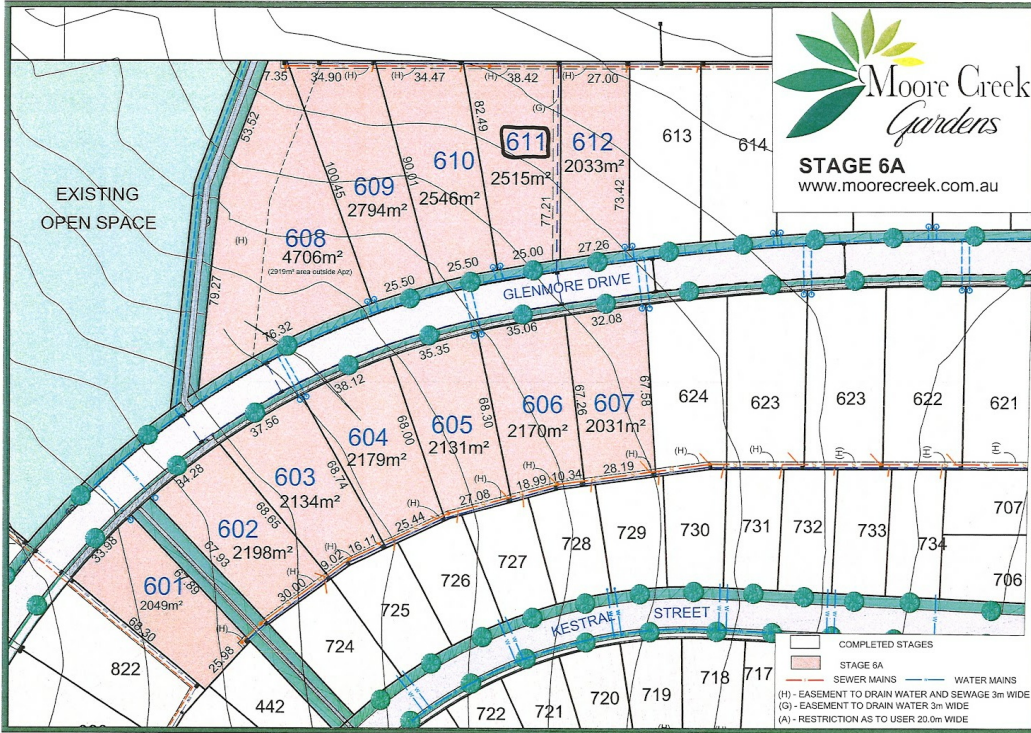 Moore Creek
Gardens
STAGE 6A
www.moorecreek.com.au
EXISTING
OPEN SPACE
7.35
34.90
(H)
(H)
34.47
(H)
38.42
(H)
27.00
53.52
100.45
90.01
82.49
(G)
77.21
73.42
79.27
(H)
608
4706m²
(2919m² area outside Apz)
609
2794m²
610
2546m²
611
2515m²
612
2033m²
613
614
76.32
25.50
25.50
25.00
27.26
GLENMORE DRIVE
33.98
34.28
37.56
38.12
35.35
35.06
32.08
601
2049m²
602
2198m²
603
2134m²
604
2179m²
605
2131m²
606
2170m²
607
2031m²
624
623
623
622
621
68.30
67.89
67.93
68.65
68.74
68.00
68.30
67.26
67.58
25.98
(H)
30.00
(H)
9.02
(H)
16.11
25.44
(H)
27.08
(H)
18.99
10.34
(H)
28.19
(H)
(H)
(H)
(H)
(H)
822
442
724
725
726
727
728
729
730
731
732
733
734
707
706
KESTRAL STREET
722
721
720
719
718
717
(H)
COMPLETED STAGES
STAGE 6A
SEWER MAINS
WATER MAINS
(H) - EASEMENT TO DRAIN WATER AND SEWAGE 3m WIDE
(G) - EASEMENT TO DRAIN WATER 3m WIDE
(A) - RESTRICTION AS TO USER 20.0m WIDE